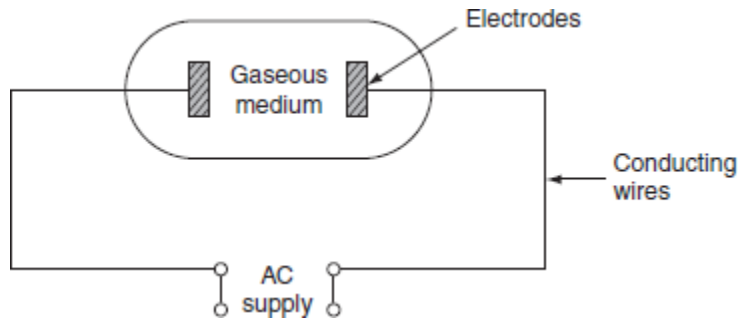 Electrodes
Gaseous
medium
Conducting
wires
AC
supply